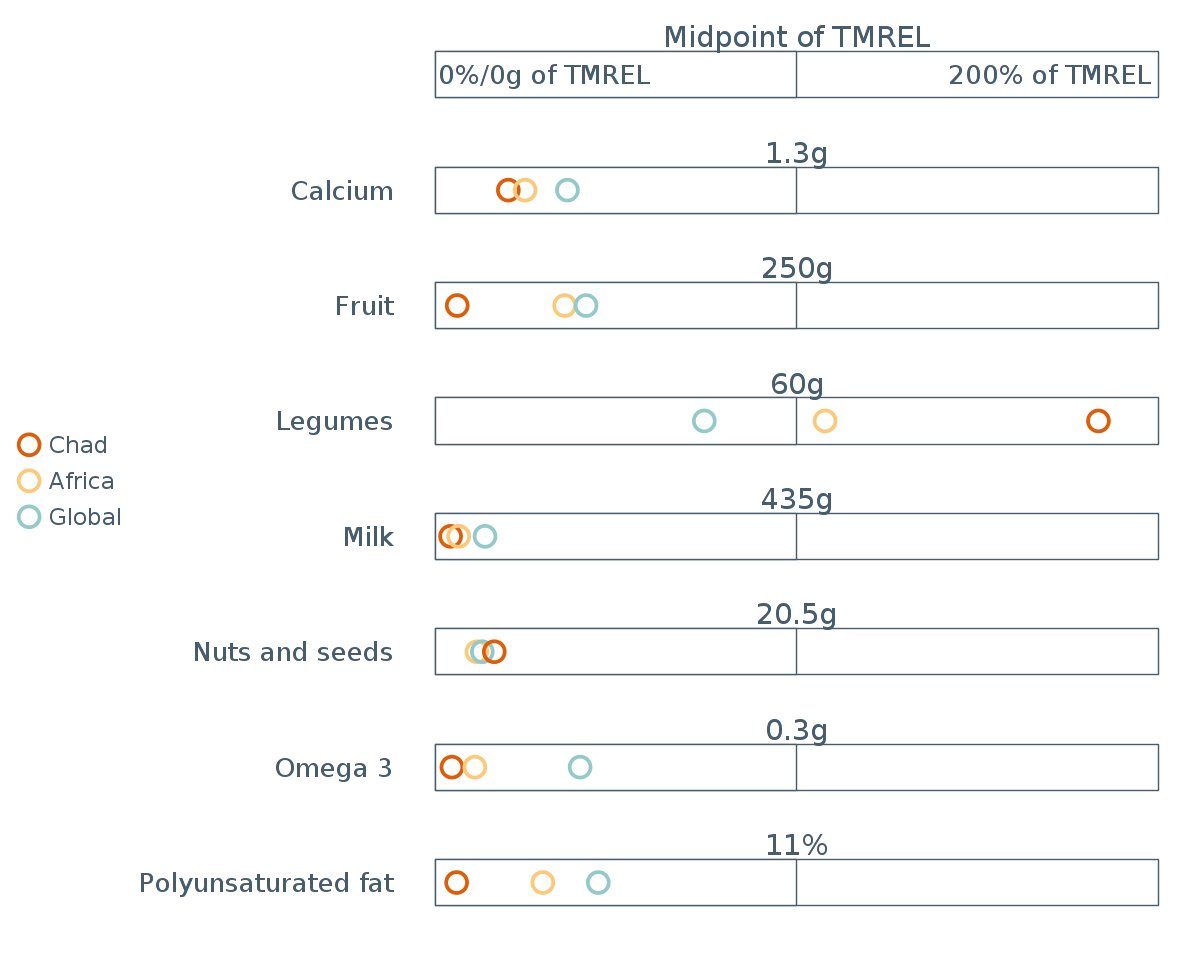 Midpoint of TMREL
0%/0g of TMREL
200% of TMREL
1.3g
Calcium
250g
Fruit
60g
Legumes
Chad
Africa
Global
435g
Milk
20.5g
Nuts and seeds
0.3g
Omega 3
11%
Polyunsaturated fat